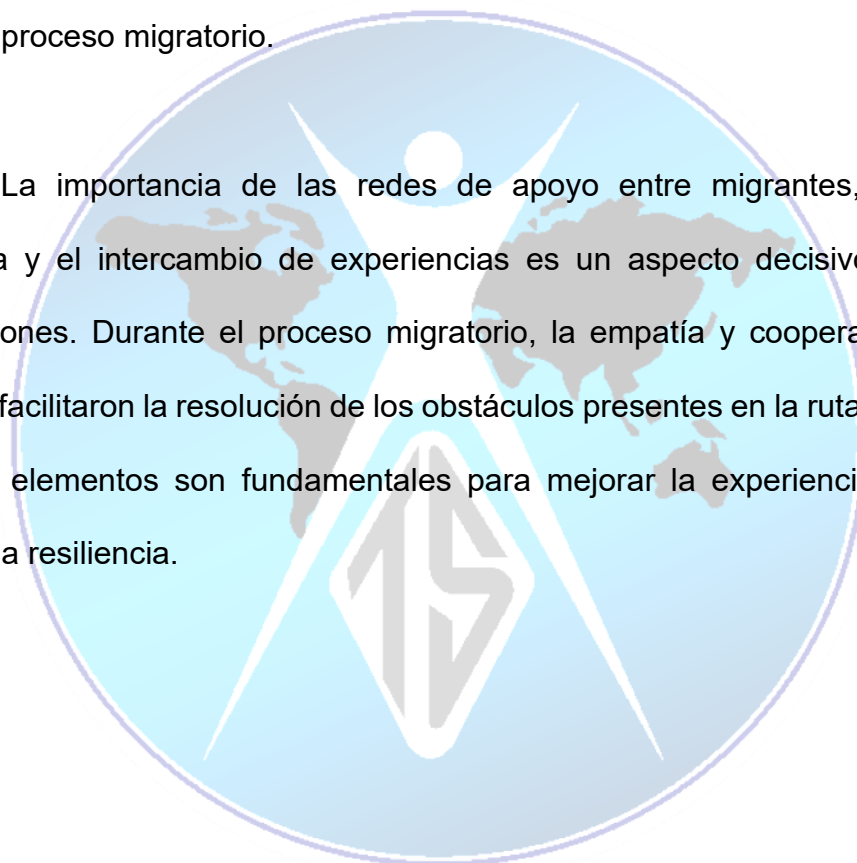 proceso migratorio.
La importancia de las redes de apoyo entre migrantes,
a y el intercambio de experiencias es un aspecto decisivo
ones. Durante el proceso migratorio, la empatía y coopera
facilitaron la resolución de los obstáculos presentes en la ruta
elementos son fundamentales para mejorar la experienci
a resiliencia.
TS